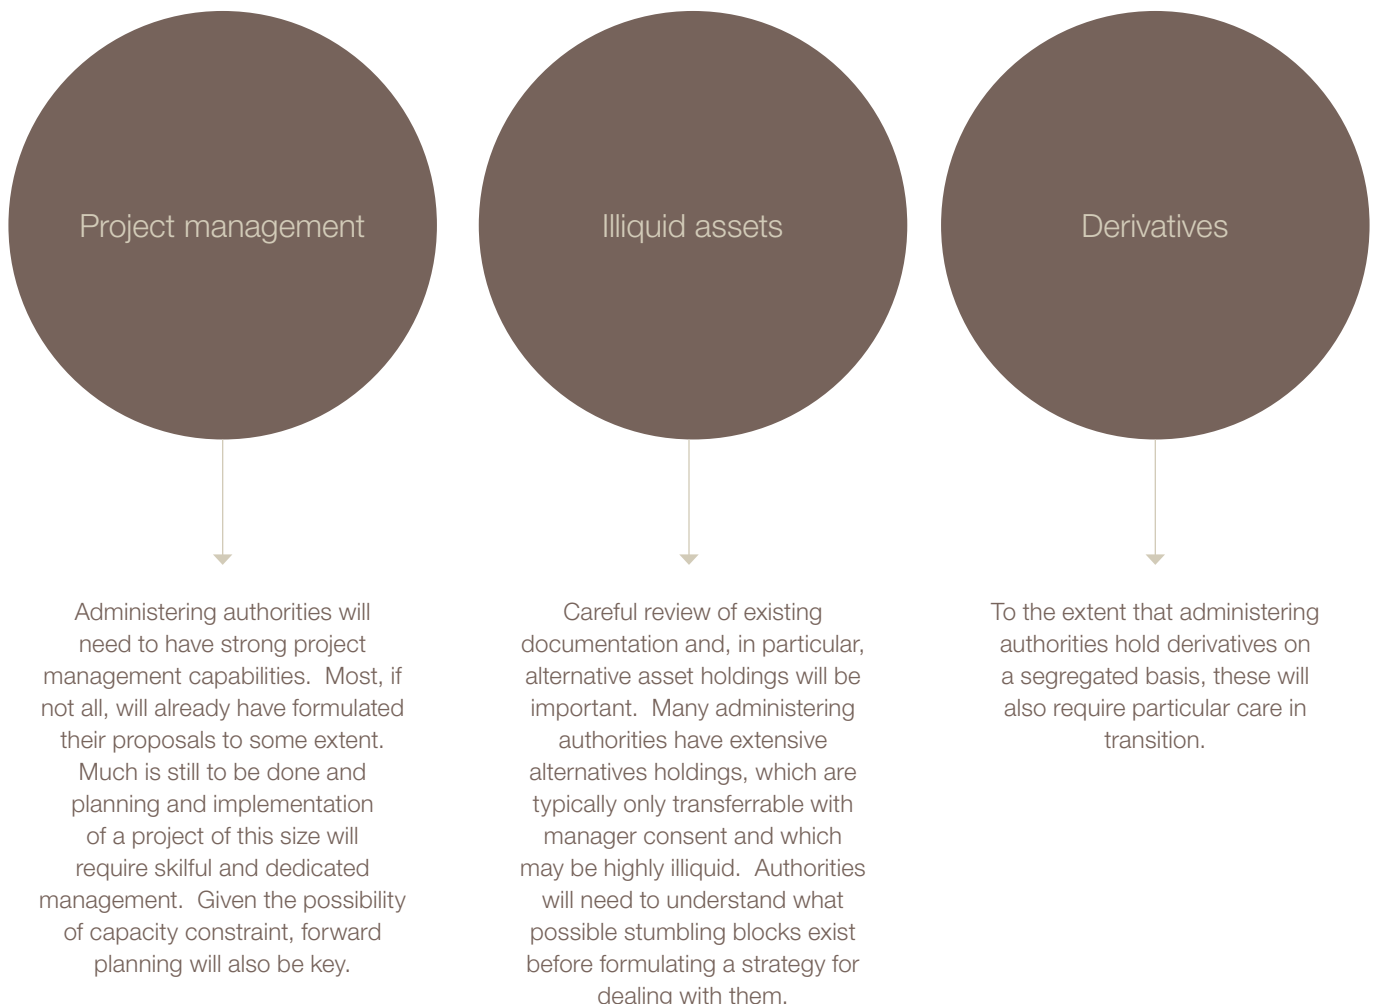 Project management
Administering authorities will
need to have strong project
management capabilities.  Most, if
not all, will already have formulated
their proposals to some extent.
Much is still to be done and
planning and implementation
of a project of this size will
require skilful and dedicated
management.  Given the possibility
of capacity constraint, forward
planning will also be key.
Illiquid assets
Careful review of existing
documentation and, in particular,
alternative asset holdings will be
important.  Many administering
authorities have extensive
alternatives holdings, which are
typically only transferrable with
manager consent and which
may be highly illiquid.  Authorities
will need to understand what
possible stumbling blocks exist
before formulating a strategy for
dealing with them.
Derivatives
To the extent that administering
authorities hold derivatives on
a segregated basis, these will
also require particular care in
transition.